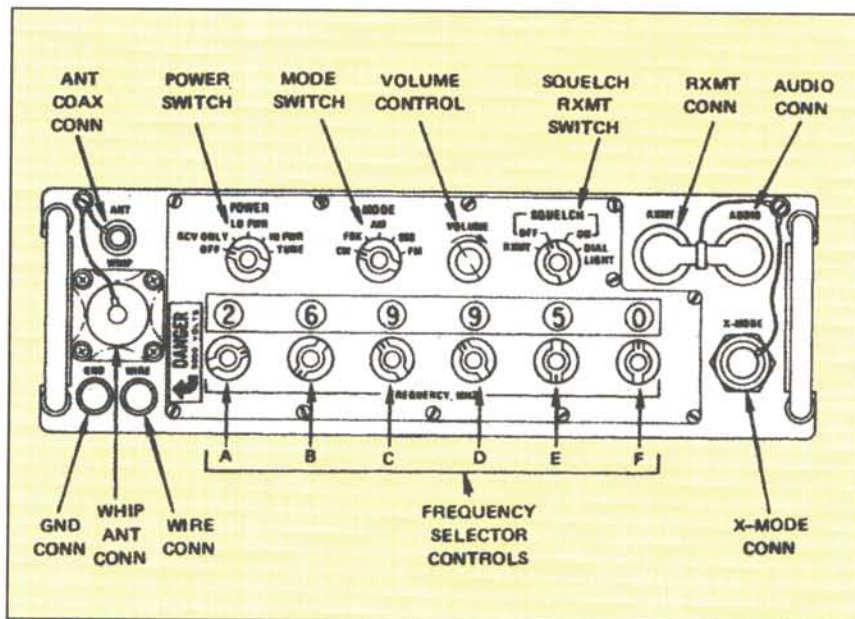 ANT
COAX
CONN
POWER
SWITCH
MODE
SWITCH
VOLUME
CONTROL
SQUELCH
RXMT
SWITCH
RXMT
CONN
AUDIO
CONN
ANT
WHIP
GND
WIRE
POWER
LO PWR
RCV ONLY
HI PWR
OFF
TUNE
MODE
AM
FSK
SSB
CW
FM
VOLUME
SQUELCH
OFF
ON
RXMT
DIAL
LIGHT
RXMT
AUDIO
DANGER
VOLTS
2 6 9 9 5 0
X-MODE
FREQUENCY, MHZ
A B C D E F
GND
CONN
WHIP
ANT
CONN
WIRE
CONN
FREQUENCY
SELECTOR
CONTROLS
X-MODE
CONN